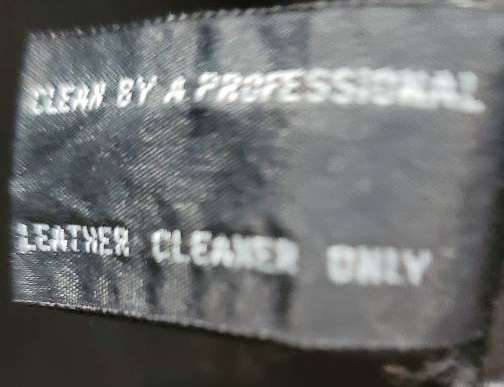 CLEAN BY A PROFESSIONAL
LEATHER CLEANER ONLY